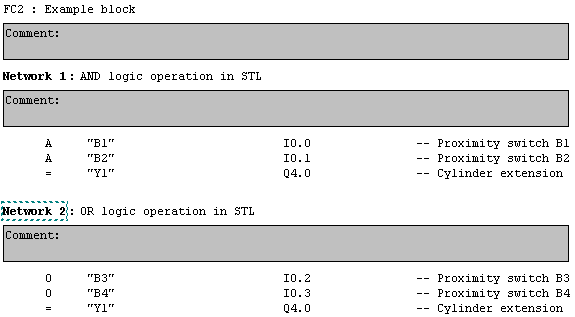 FC2 : Example block
Comment:
Network 1: AND logic operation in STL
Comment:
A "B1" I0.0 -- Proximity switch B1
A "B2" I0.1 -- Proximity switch B2
= "Y1" Q4.0 -- Cylinder extension
Network 2: OR logic operation in STL
Comment:
O "B3" I0.2 -- Proximity switch B3
O "B4" I0.3 -- Proximity switch B4
= "Y1" Q4.0 -- Cylinder extension